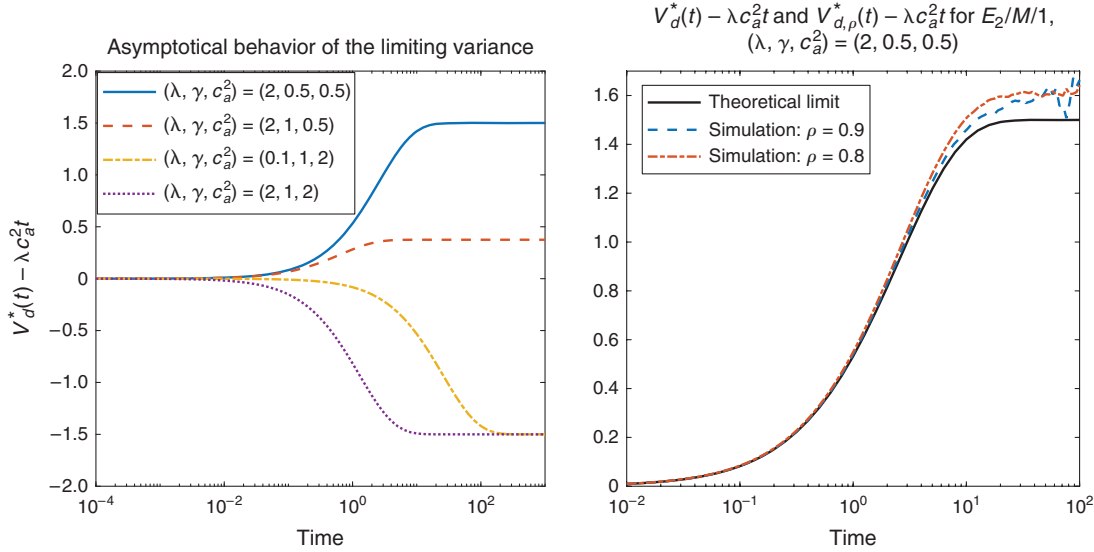 Asymptotical behavior of the limiting variance
2.0
1.5
1.0
0.5
0
−0.5
−1.0
−1.5
−2.0
V*d(t) − λc²ₐt
(λ, γ, c²ₐ) = (2, 0.5, 0.5)
(λ, γ, c²ₐ) = (2, 1, 0.5)
(λ, γ, c²ₐ) = (0.1, 1, 2)
(λ, γ, c²ₐ) = (2, 1, 2)
10⁻⁴
10⁻²
10⁰
10²
Time
V*d(t) − λc²ₐt and V*d,ρ(t) − λc²ₐt for E₂/M/1,
(λ, γ, c²ₐ) = (2, 0.5, 0.5)
1.6
1.4
1.2
1.0
0.8
0.6
0.4
0.2
0
Theoretical limit
Simulation: ρ = 0.9
Simulation: ρ = 0.8
10⁻²
10⁻¹
10⁰
10¹
10²
Time